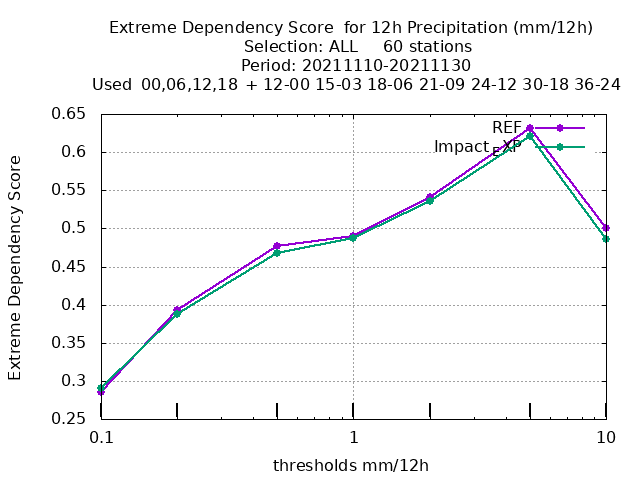 Extreme Dependency Score  for 12h Precipitation (mm/12h)
Selection: ALL     60 stations
Period: 20211110-20211130
Used  00,06,12,18  + 12-00 15-03 18-06 21-09 24-12 30-18 36-24
0.65
0.6
0.55
0.5
0.45
0.4
0.35
0.3
0.25
Extreme Dependency Score
REF
Impact_EXP
0.1
1
10
thresholds mm/12h